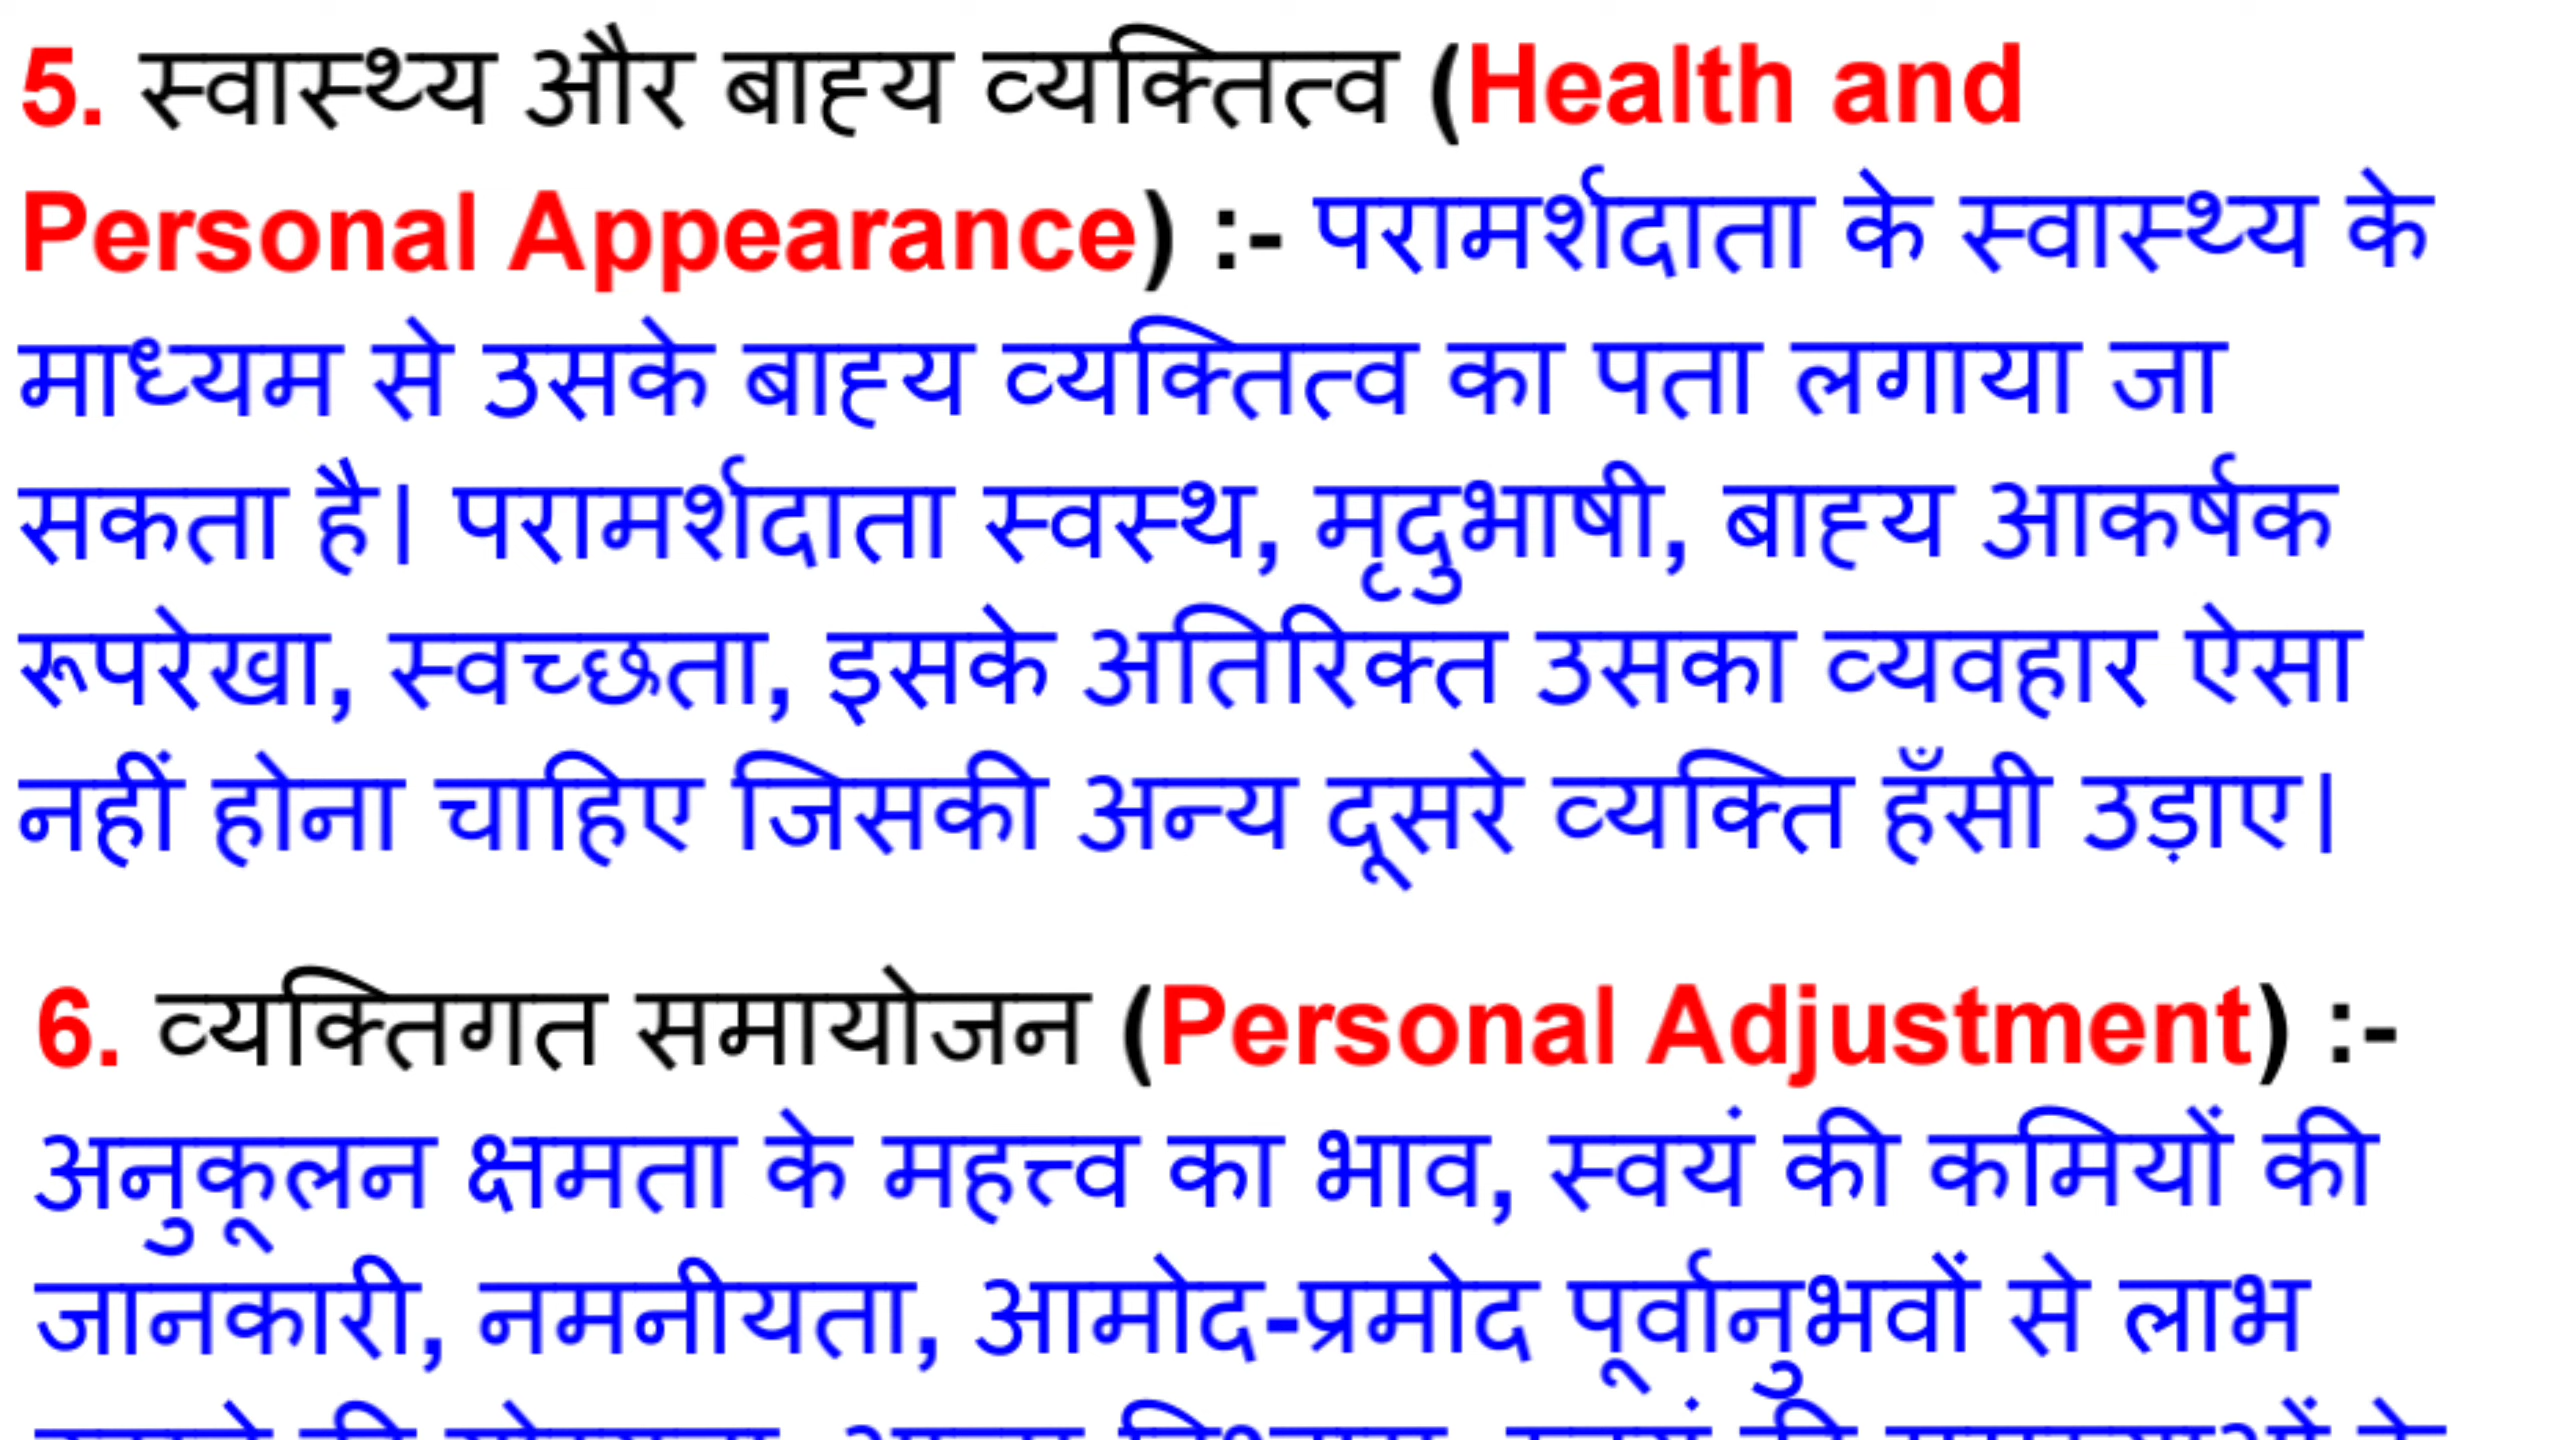 5. स्वास्थ्य और बाह्य व्यक्तित्व (Health and
Personal Appearance) :- परामर्शदाता के स्वास्थ्य के
माध्यम से उसके बाह्य व्यक्तित्व का पता लगाया जा
सकता है। परामर्शदाता स्वस्थ, मृदुभाषी, बाह्य आकर्षक
रूपरेखा, स्वच्छता, इसके अतिरिक्त उसका व्यवहार ऐसा
नहीं होना चाहिए जिसकी अन्य दूसरे व्यक्ति हँसी उड़ाए।
6. व्यक्तिगत समायोजन (Personal Adjustment) :-
अनुकूलन क्षमता के महत्त्व का भाव, स्वयं की कमियों की
जानकारी, नमनीयता, आमोद-प्रमोद पूर्वानुभवों से लाभ